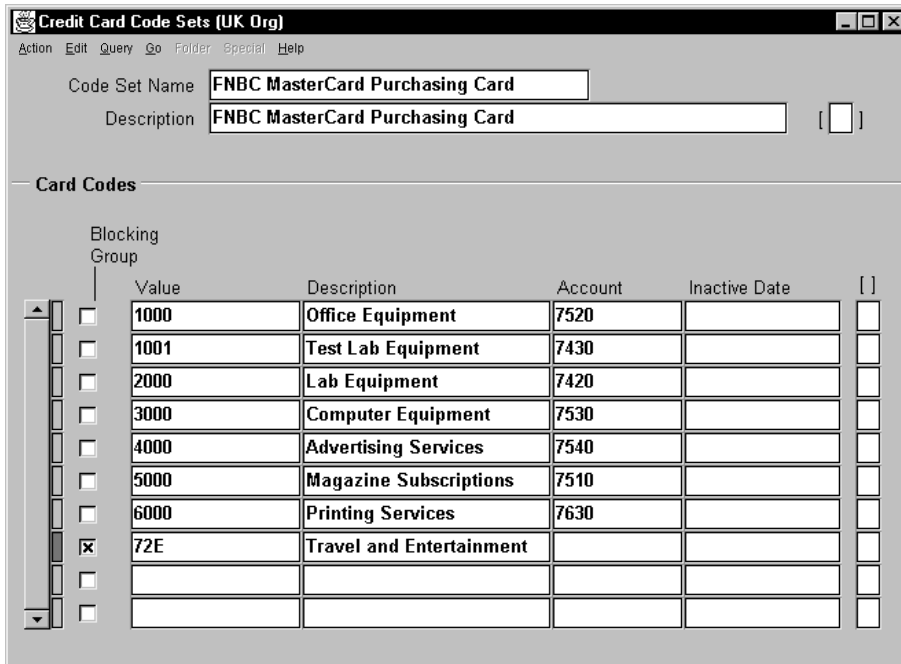 Credit Card Code Sets (UK Org)
Action Edit Query Go Folder Special Help
Code Set Name FNBC MasterCard Purchasing Card
Description FNBC MasterCard Purchasing Card [ ]
Card Codes
Blocking
Group
Value Description Account Inactive Date [ ]
1000 Office Equipment 7520
1001 Test Lab Equipment 7430
2000 Lab Equipment 7420
3000 Computer Equipment 7530
4000 Advertising Services 7540
5000 Magazine Subscriptions 7510
6000 Printing Services 7630
72E Travel and Entertainment